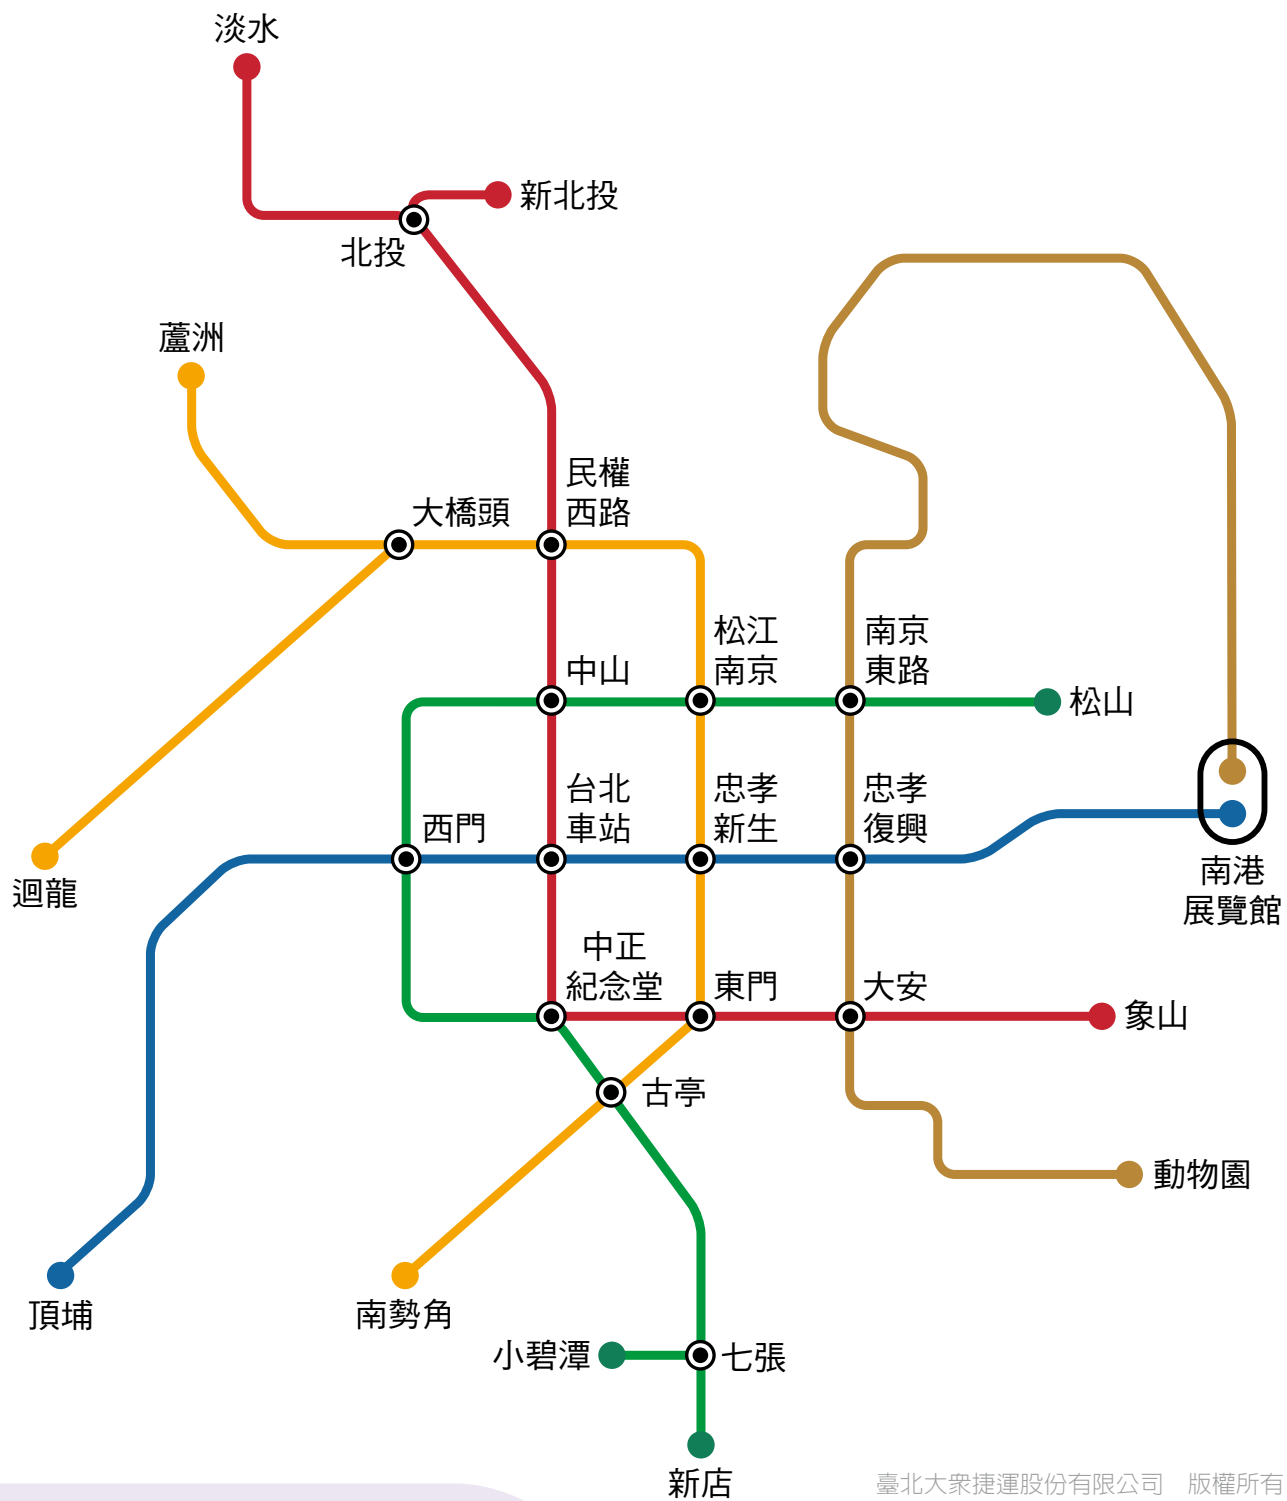 淡水
新北投
北投
蘆洲
民權
西路
大橋頭
松江
南京
南京
東路
中山
松山
台北
車站
忠孝
新生
忠孝
復興
西門
南港
展覽館
迴龍
中正
紀念堂
東門
大安
象山
古亭
動物園
頂埔
南勢角
小碧潭
七張
新店
臺北大眾捷運股份有限公司　版權所有